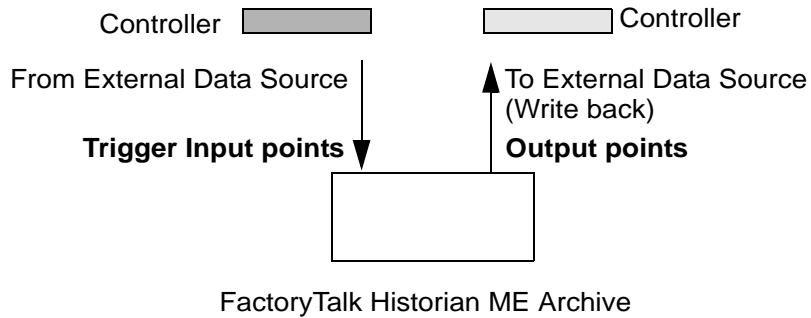 Controller
Controller
From External Data Source
To External Data Source
(Write back)
Trigger Input points
Output points
FactoryTalk Historian ME Archive